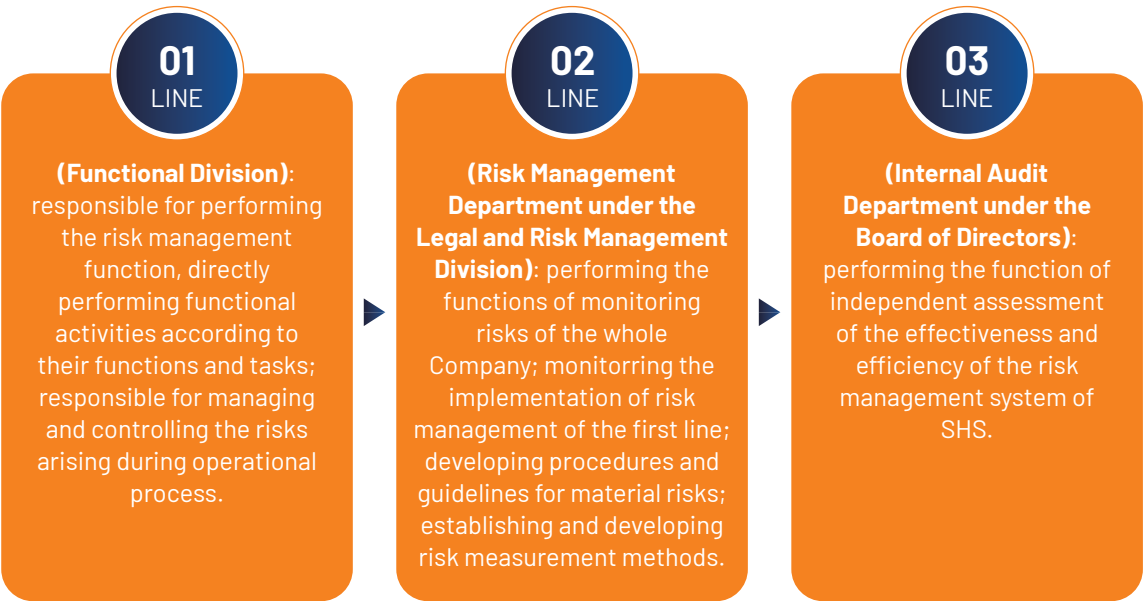 01
LINE
(Functional Division):
responsible for performing
the risk management
function, directly
performing functional
activities according to
their functions and tasks;
responsible for managing
and controlling the risks
arising during operational
process.
02
LINE
(Risk Management
Department under the
Legal and Risk Management
Division): performing the
functions of monitoring
risks of the whole
Company; monitorring the
implementation of risk
management of the first line;
developing procedures and
guidelines for material risks;
establishing and developing
risk measurement methods.
03
LINE
(Internal Audit
Department under the
Board of Directors):
performing the function of
independent assessment
of the effectiveness and
efficiency of the risk
management system of
SHS.